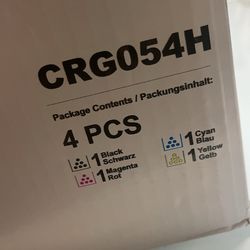 CRG054H
Package Contents / Packungsinhalt:
4 PCS
1 Black
Schwarz
1 Cyan
Blau
1 Magenta
Rot
1 Yellow
Gelb